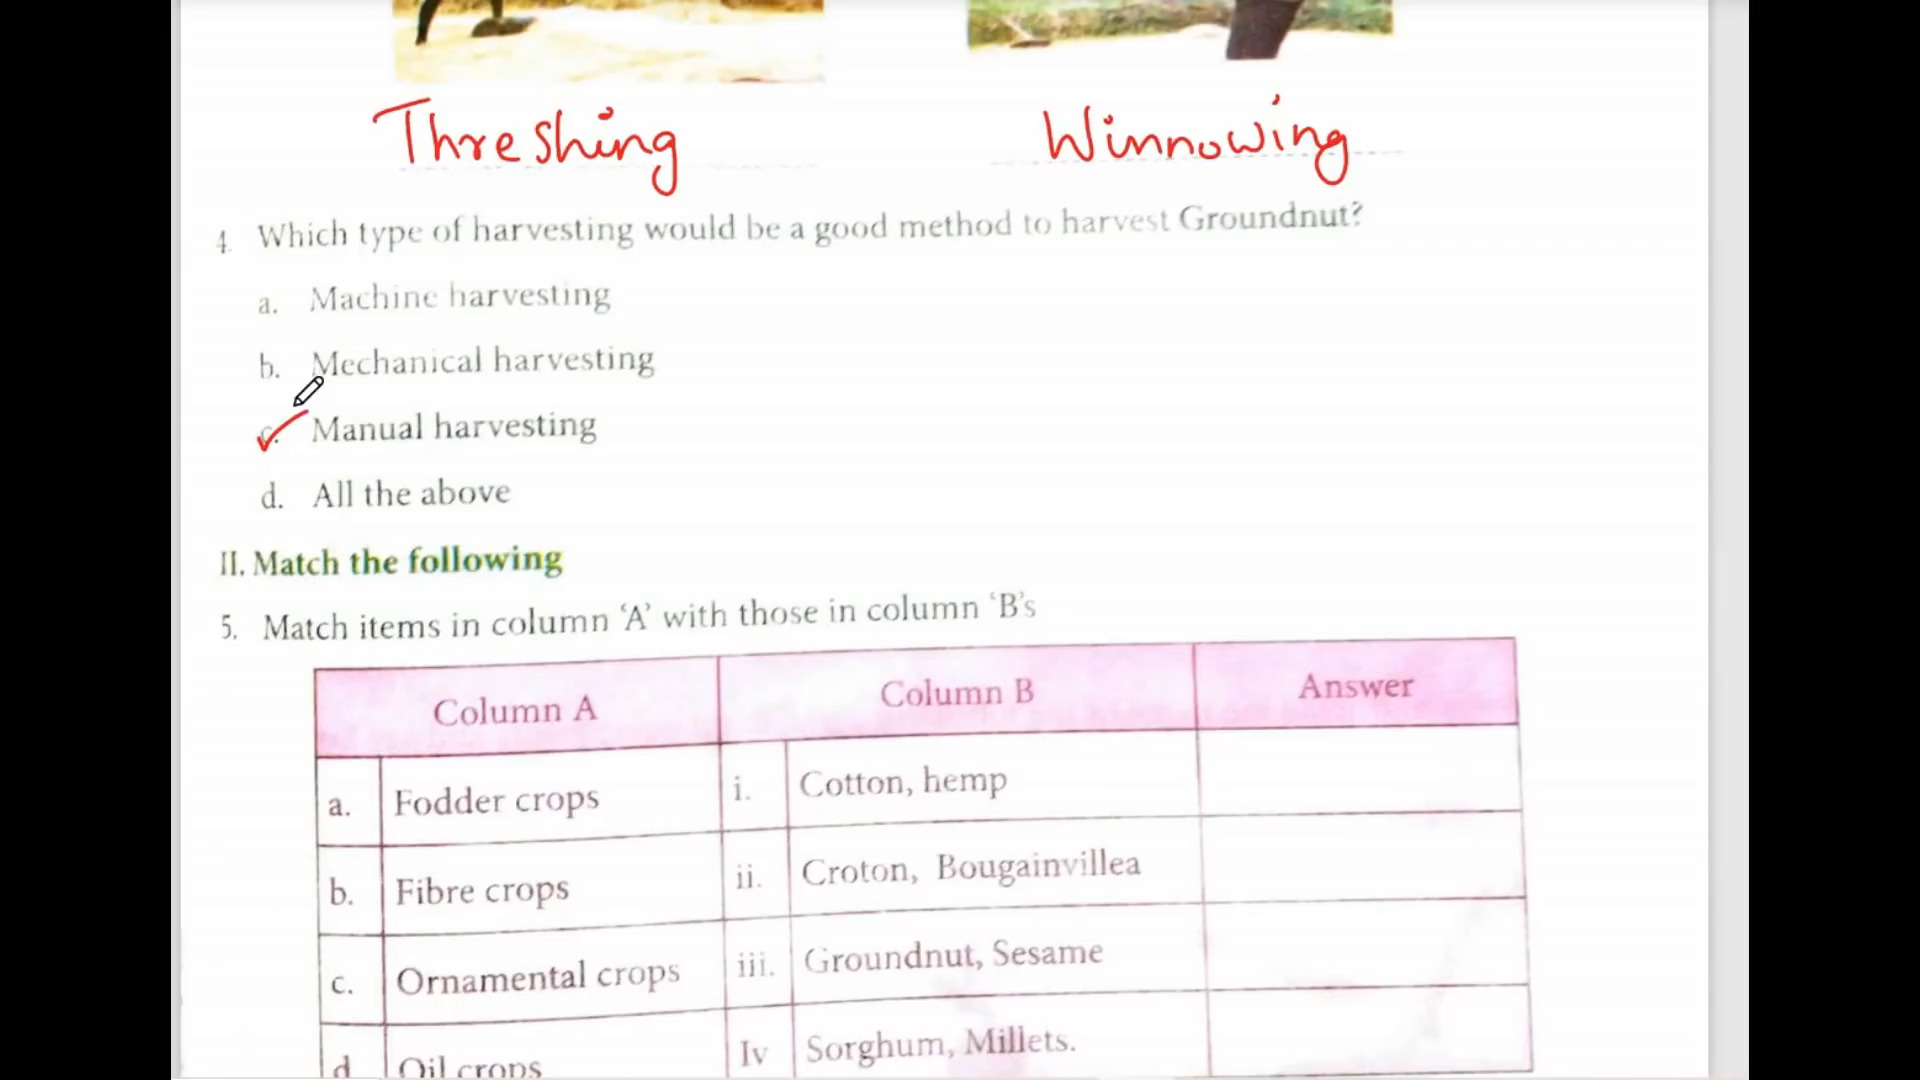 Threshing
Winnowing
4. Which type of harvesting would be a good method to harvest Groundnut?
a. Machine harvesting
b. Mechanical harvesting
c. Manual harvesting
d. All the above
II. Match the following
5. Match items in column ‘A’ with those in column ‘B’s
Column A Column B Answer
a. Fodder crops i. Cotton, hemp
b. Fibre crops ii. Croton, Bougainvillea
c. Ornamental crops iii. Groundnut, Sesame
d Oil crops Iv Sorghum, Millets.